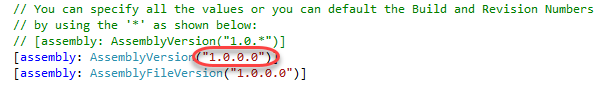 // You can specify all the values or you can default the Build and Revision Numbers
// by using the '*' as shown below:
// [assembly: AssemblyVersion("1.0.*")]
[assembly: AssemblyVersion("1.0.0.0")]
[assembly: AssemblyFileVersion("1.0.0.0")]